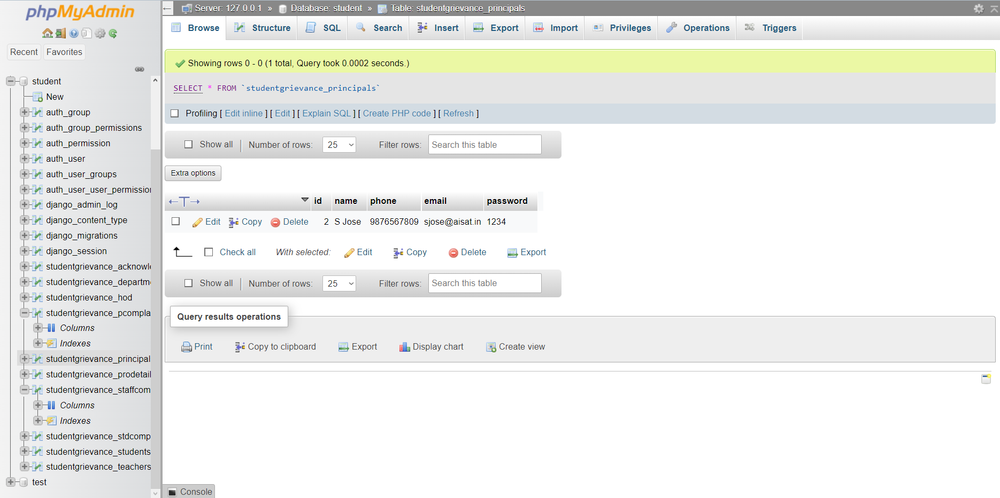 phpMyAdmin
Recent
Favorites
student
New
auth_group
auth_group_permissions
auth_permission
auth_user
auth_user_groups
auth_user_user_permission
django_admin_log
django_content_type
django_migrations
django_session
studentgrievance_acknowle
studentgrievance_departme
studentgrievance_hod
studentgrievance_pcompla
Columns
Indexes
studentgrievance_principal
studentgrievance_prodetail
studentgrievance_staffcom
Columns
Indexes
studentgrievance_stdcomp
studentgrievance_students
studentgrievance_teachers
test
Server: 127.0.0.1 » Database: student » Table: studentgrievance_principals
Browse Structure SQL Search Insert Export Import Privileges Operations Triggers
Showing rows 0 - 0 (1 total, Query took 0.0002 seconds.)
SELECT * FROM `studentgrievance_principals`
Profiling [ Edit inline ] [ Edit ] [ Explain SQL ] [ Create PHP code ] [ Refresh ]
Show all | Number of rows: 25 Filter rows: Search this table
Extra options
←T→ id name phone email password
Edit Copy Delete 2 S Jose 9876567809 sjose@aisat.in 1234
Check all With selected: Edit Copy Delete Export
Show all | Number of rows: 25 Filter rows: Search this table
Query results operations
Print Copy to clipboard Export Display chart Create view
Console